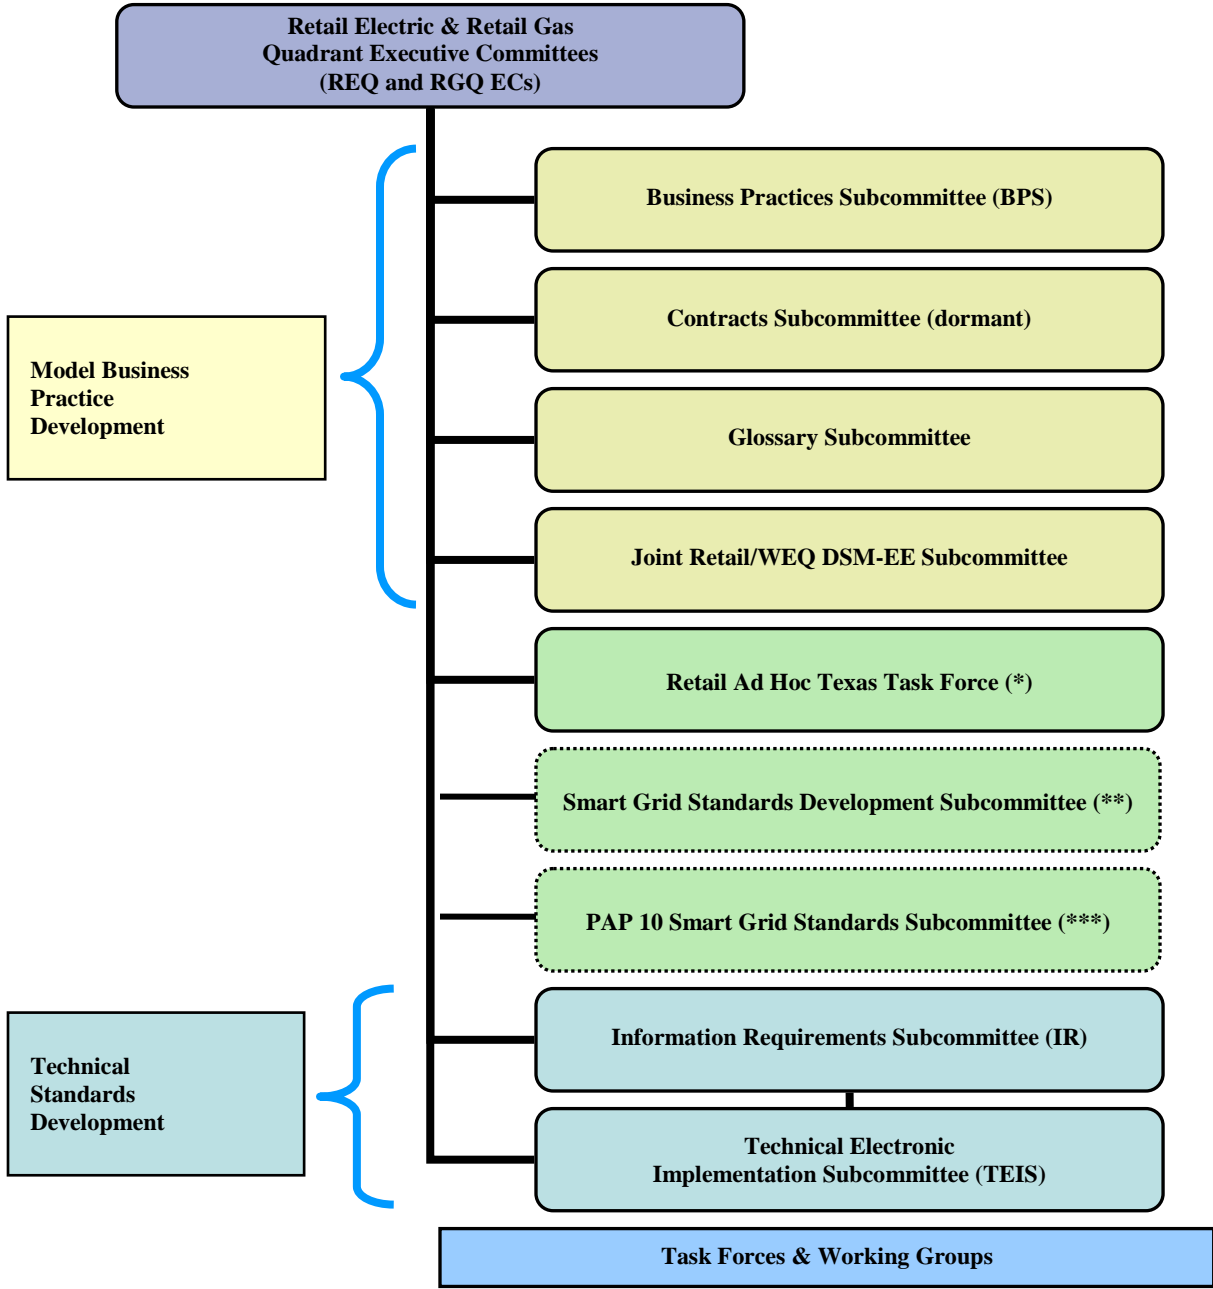 Retail Electric & Retail Gas
Quadrant Executive Committees
(REQ and RGQ ECs)
Business Practices Subcommittee (BPS)
Contracts Subcommittee (dormant)
Model Business
Practice
Development
Glossary Subcommittee
Joint Retail/WEQ DSM-EE Subcommittee
Retail Ad Hoc Texas Task Force (*)
Smart Grid Standards Development Subcommittee (**)
PAP 10 Smart Grid Standards Subcommittee (***)
Information Requirements Subcommittee (IR)
Technical
Standards
Development
Technical Electronic
Implementation Subcommittee (TEIS)
Task Forces & Working Groups